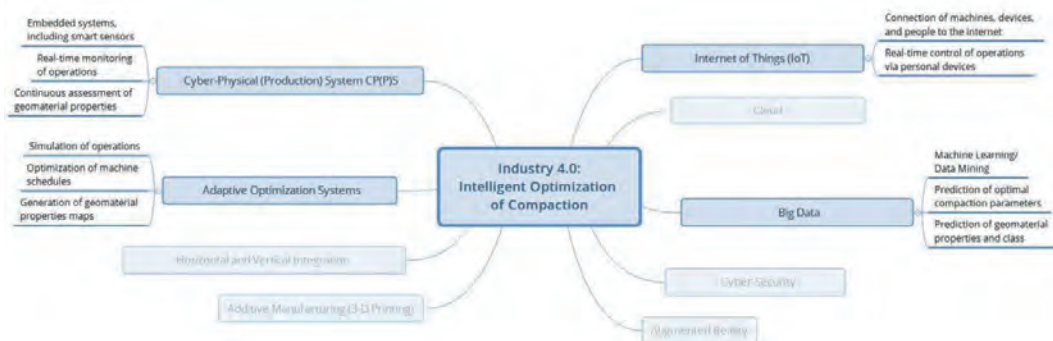 Embedded systems,
including smart sensors
Real-time monitoring
of operations
Continuous assessment of
geomaterial properties
Cyber-Physical (Production) System CP(P)S
Simulation of operations
Optimization of machine
schedules
Generation of geomaterial
properties maps
Adaptive Optimization Systems
Horizontal and Vertical Integration
Additive Manufacturing (3-D Printing)
Industry 4.0:
Intelligent Optimization
of Compaction
Internet of Things (IoT)
Connection of machines, devices,
and people to the internet
Real-time control of operations
via personal devices
Cloud
Big Data
Machine Learning/
Data Mining
Prediction of optimal
compaction parameters
Prediction of geomaterial
properties and class
Cyber-Security
Augmented Reality